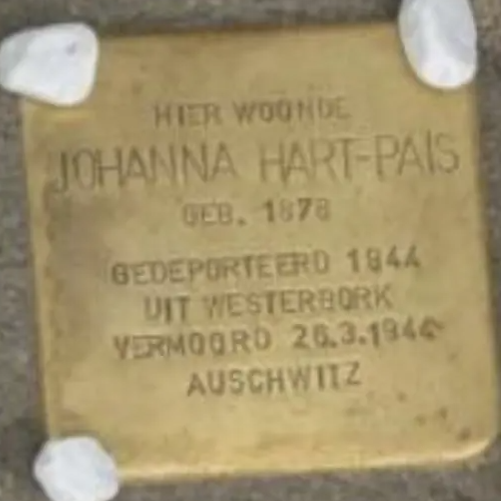 HIER WOONDE
JOHANNA HART-PAIS
GEB. 1878
GEDEPORTEERD 1944
UIT WESTERBORK
VERMOORD 26.3.1944
AUSCHWITZ